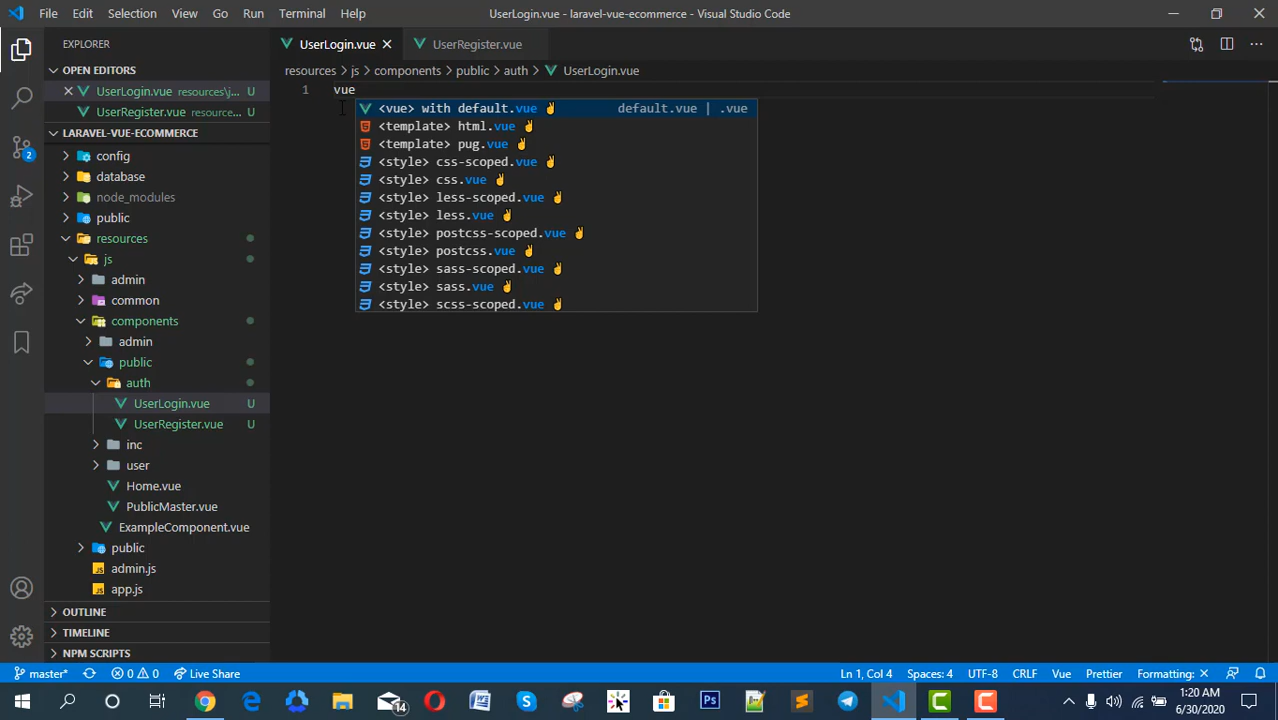 File Edit Selection View Go Run Terminal Help UserLogin.vue - laravel-vue-ecommerce - Visual Studio Code
EXPLORER
OPEN EDITORS
UserLogin.vue resources\j... U
UserRegister.vue resource... U
LARAVEL-VUE-ECOMMERCE
config
database
node_modules
public
resources
js
admin
common
components
admin
public
auth
UserLogin.vue U
UserRegister.vue U
inc
user
Home.vue
PublicMaster.vue
ExampleComponent.vue
public
admin.js
app.js
OUTLINE
TIMELINE
NPM SCRIPTS
2
UserLogin.vue UserRegister.vue
resources > js > components > public > auth > UserLogin.vue
1 vue
<vue> with default.vue ✌ default.vue | .vue
<template> html.vue ✌
<template> pug.vue ✌
<style> css-scoped.vue ✌
<style> css.vue ✌
<style> less-scoped.vue ✌
<style> less.vue ✌
<style> postcss-scoped.vue ✌
<style> postcss.vue ✌
<style> sass-scoped.vue ✌
<style> sass.vue ✌
<style> scss-scoped.vue ✌
master* 0 0 Live Share Ln 1, Col 4 Spaces: 4 UTF-8 CRLF Vue Prettier Formatting: ✕
14
Ps
1:20 AM
6/30/2020